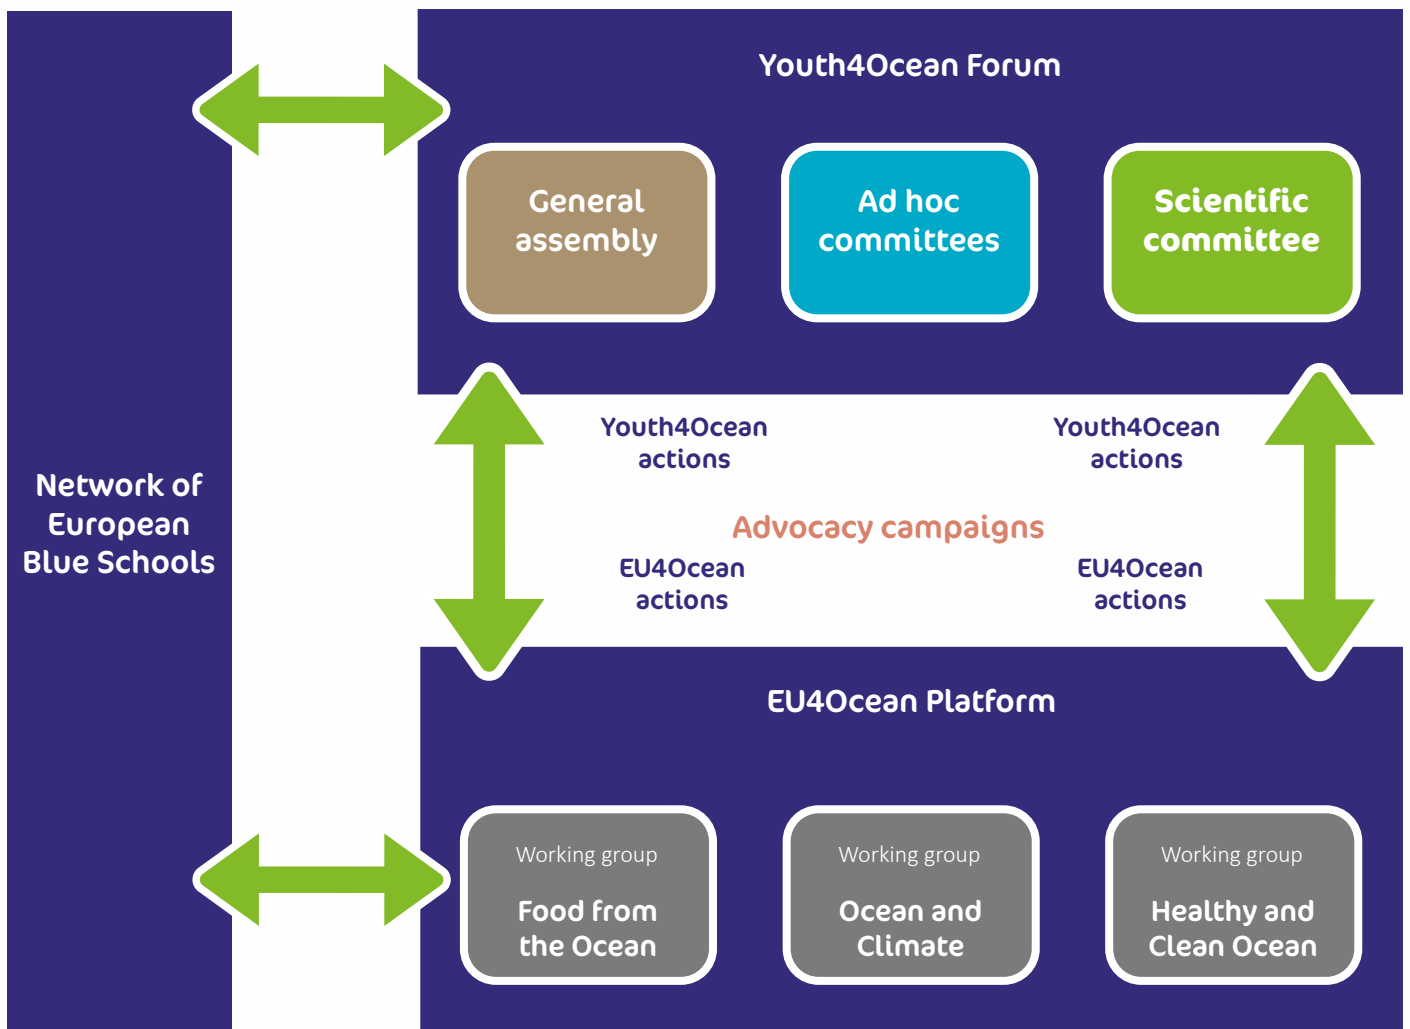 Youth4Ocean Forum
General
assembly
Ad hoc
committees
Scientific
committee
Network of
European
Blue Schools
Youth4Ocean
actions
Youth4Ocean
actions
Advocacy campaigns
EU4Ocean
actions
EU4Ocean
actions
EU4Ocean Platform
Working group
Food from
the Ocean
Working group
Ocean and
Climate
Working group
Healthy and
Clean Ocean